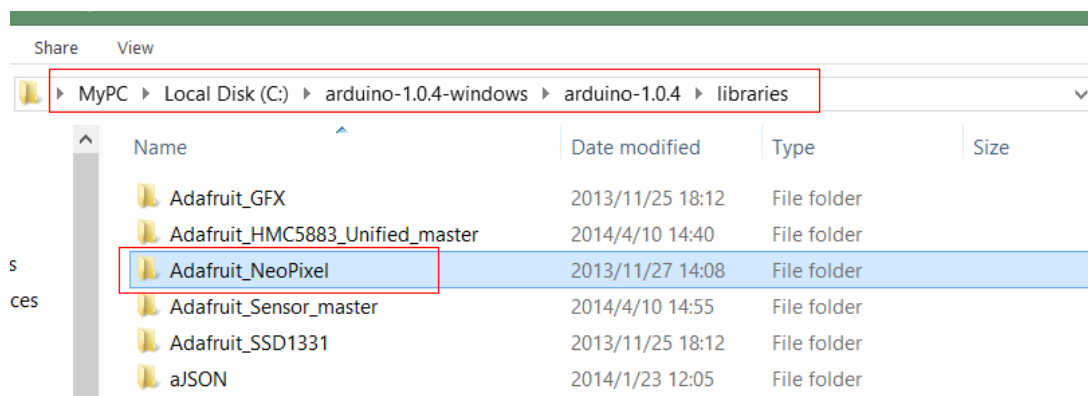 Share View
MyPC Local Disk (C:) arduino-1.0.4-windows arduino-1.0.4 libraries
Name Date modified Type Size
Adafruit_GFX 2013/11/25 18:12 File folder
Adafruit_HMC5883_Unified_master 2014/4/10 14:40 File folder
s Adafruit_NeoPixel 2013/11/27 14:08 File folder
ces Adafruit_Sensor_master 2014/4/10 14:55 File folder
Adafruit_SSD1331 2013/11/25 18:12 File folder
aJSON 2014/1/23 12:05 File folder